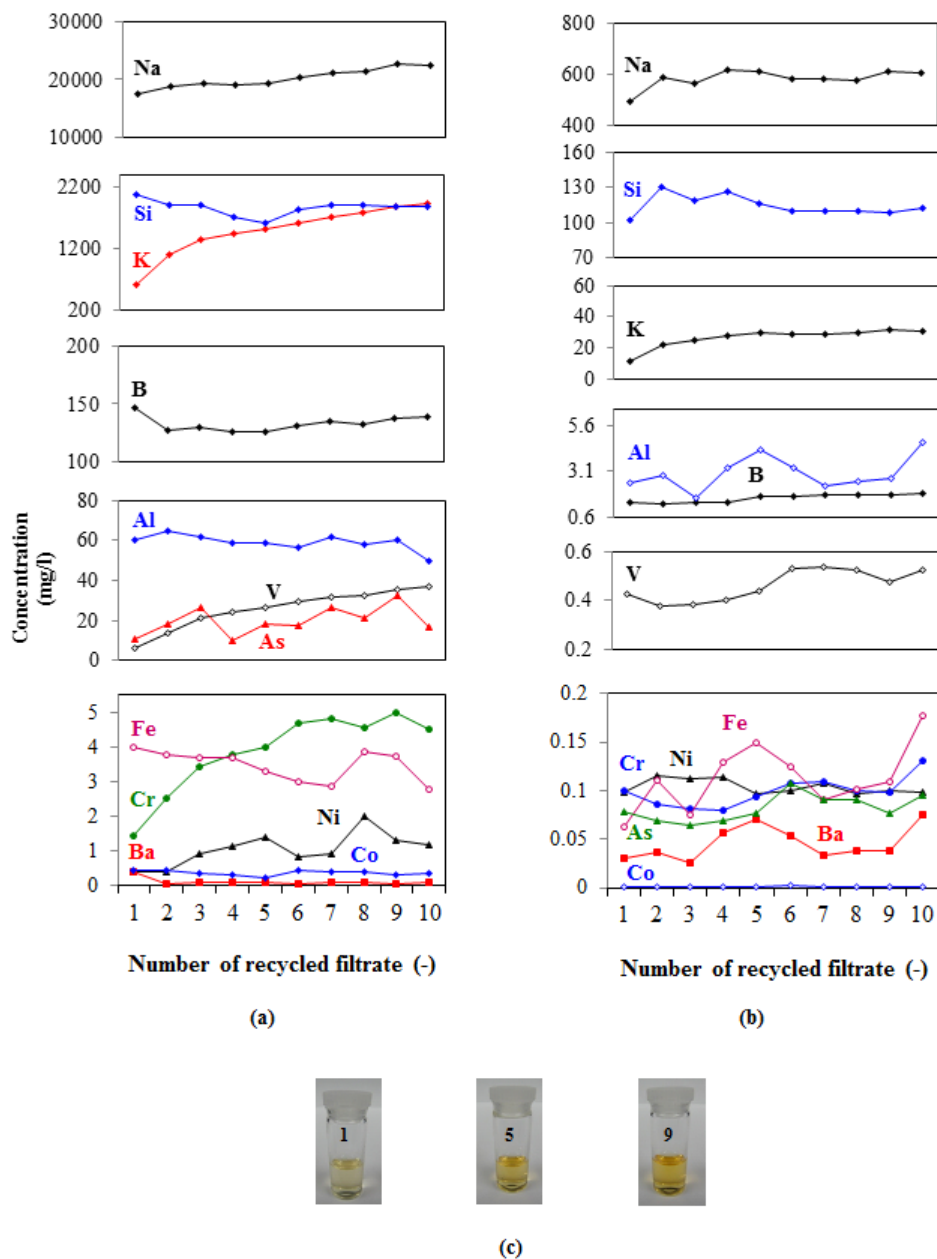 30000
Na
20000
10000
2200
Si
1200
K
200
200
B
150
100
80
Al
60
40
V
20
As
0
5
Fe
4
3
Cr
2
Ni
1
Ba
Co
0
1 2 3 4 5 6 7 8 9 10
Concentration
(mg/l)
Number of recycled filtrate (-)
(a)
800
Na
600
400
160
Si
130
100
70
60
K
40
20
0
5.6
Al
3.1
B
0.6
0.6
V
0.4
0.2
0.2
Fe
0.15
Cr
Ni
0.1
As
Ba
0.05
Co
0
1 2 3 4 5 6 7 8 9 10
Number of recycled filtrate (-)
(b)
1 5 9
(c)